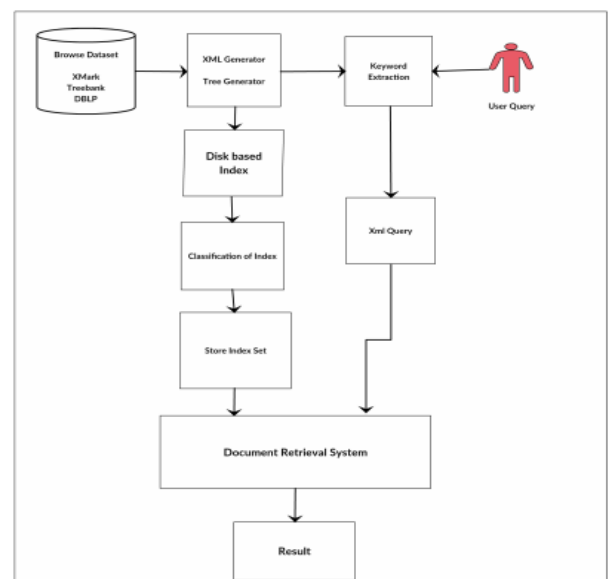 Browse Dataset
XMark
Treebank
DBLP
XML Generator
Tree Generator
Keyword
Extraction
User Query
Disk based
Index
Xml Query
Classification of Index
Store Index Set
Document Retrieval System
Result